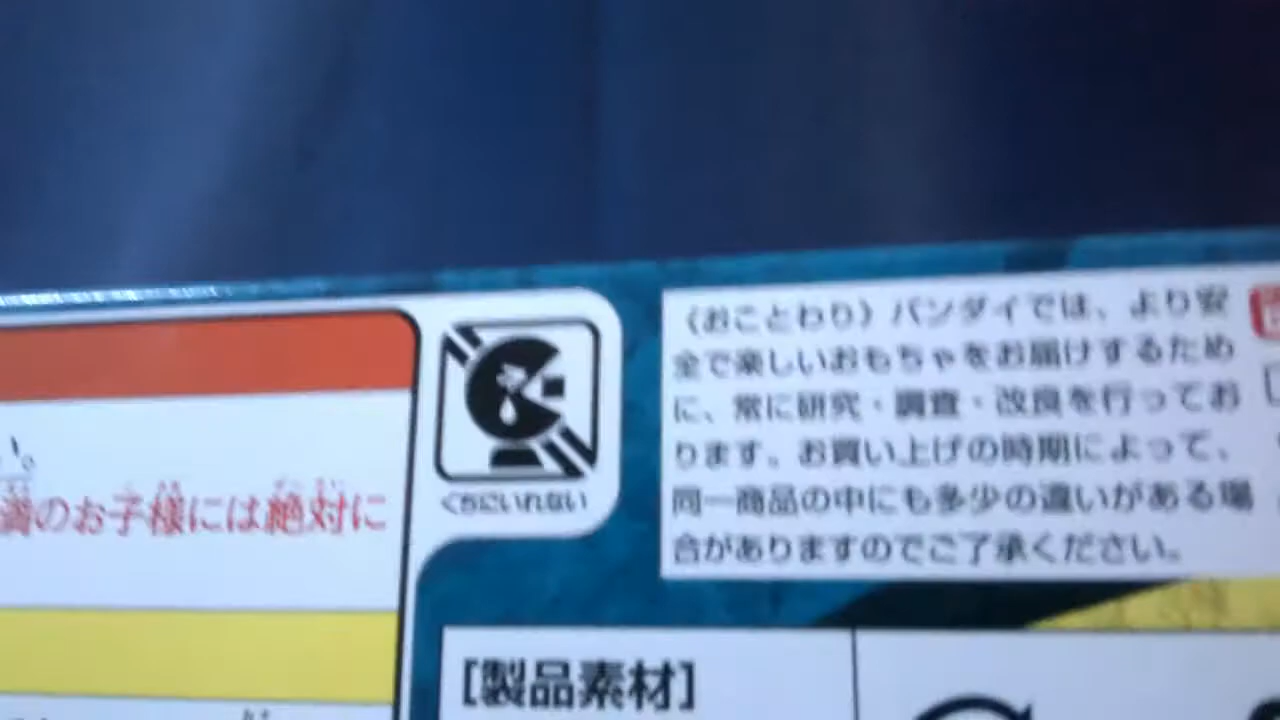 満のお子様には絶対に
くちにいれない
〈おことわり〉バンダイでは、より安
全で楽しいおもちゃをお届けするため
に、常に研究・調査・改良を行ってお
ります。お買い上げの時期によって、
同一商品の中にも多少の違いがある場
合がありますのでご了承ください。
[製品素材]